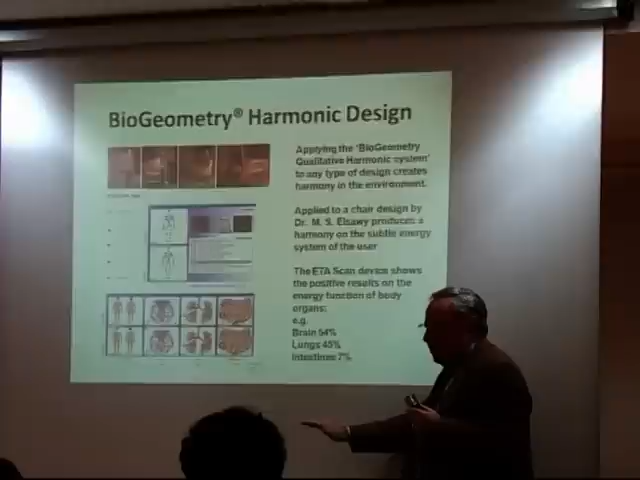 BioGeometry® Harmonic Design
Applying the 'BioGeometry
Qualitative Harmonic system'
to any type of design creates
harmony in the environment.
Applied to a chair design by
Dr. M. S. Elsawy produces a
harmony on the subtle energy
system of the user
The ETA Scan device shows
the positive results on the
energy function of body
organs:
e.g.
Brain 54%
Lungs 45%
Intestines 7%